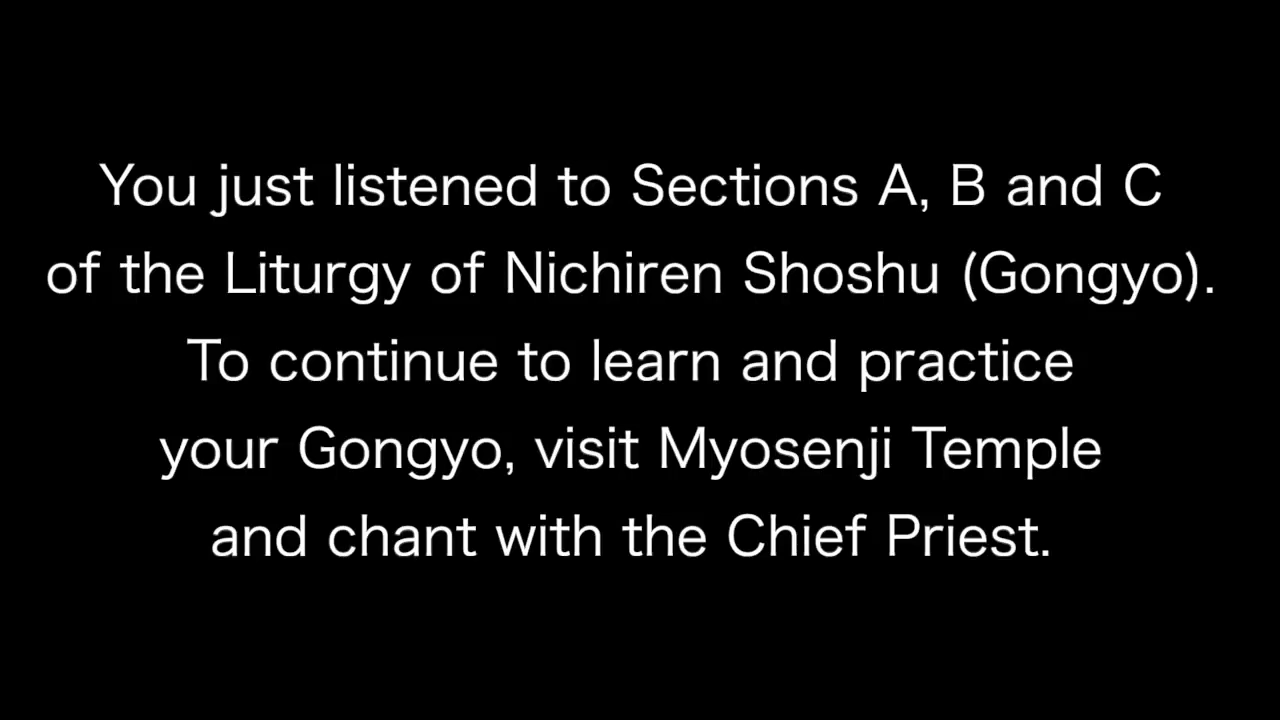 You just listened to Sections A, B and C
of the Liturgy of Nichiren Shoshu (Gongyo).
To continue to learn and practice
your Gongyo, visit Myosenji Temple
and chant with the Chief Priest.